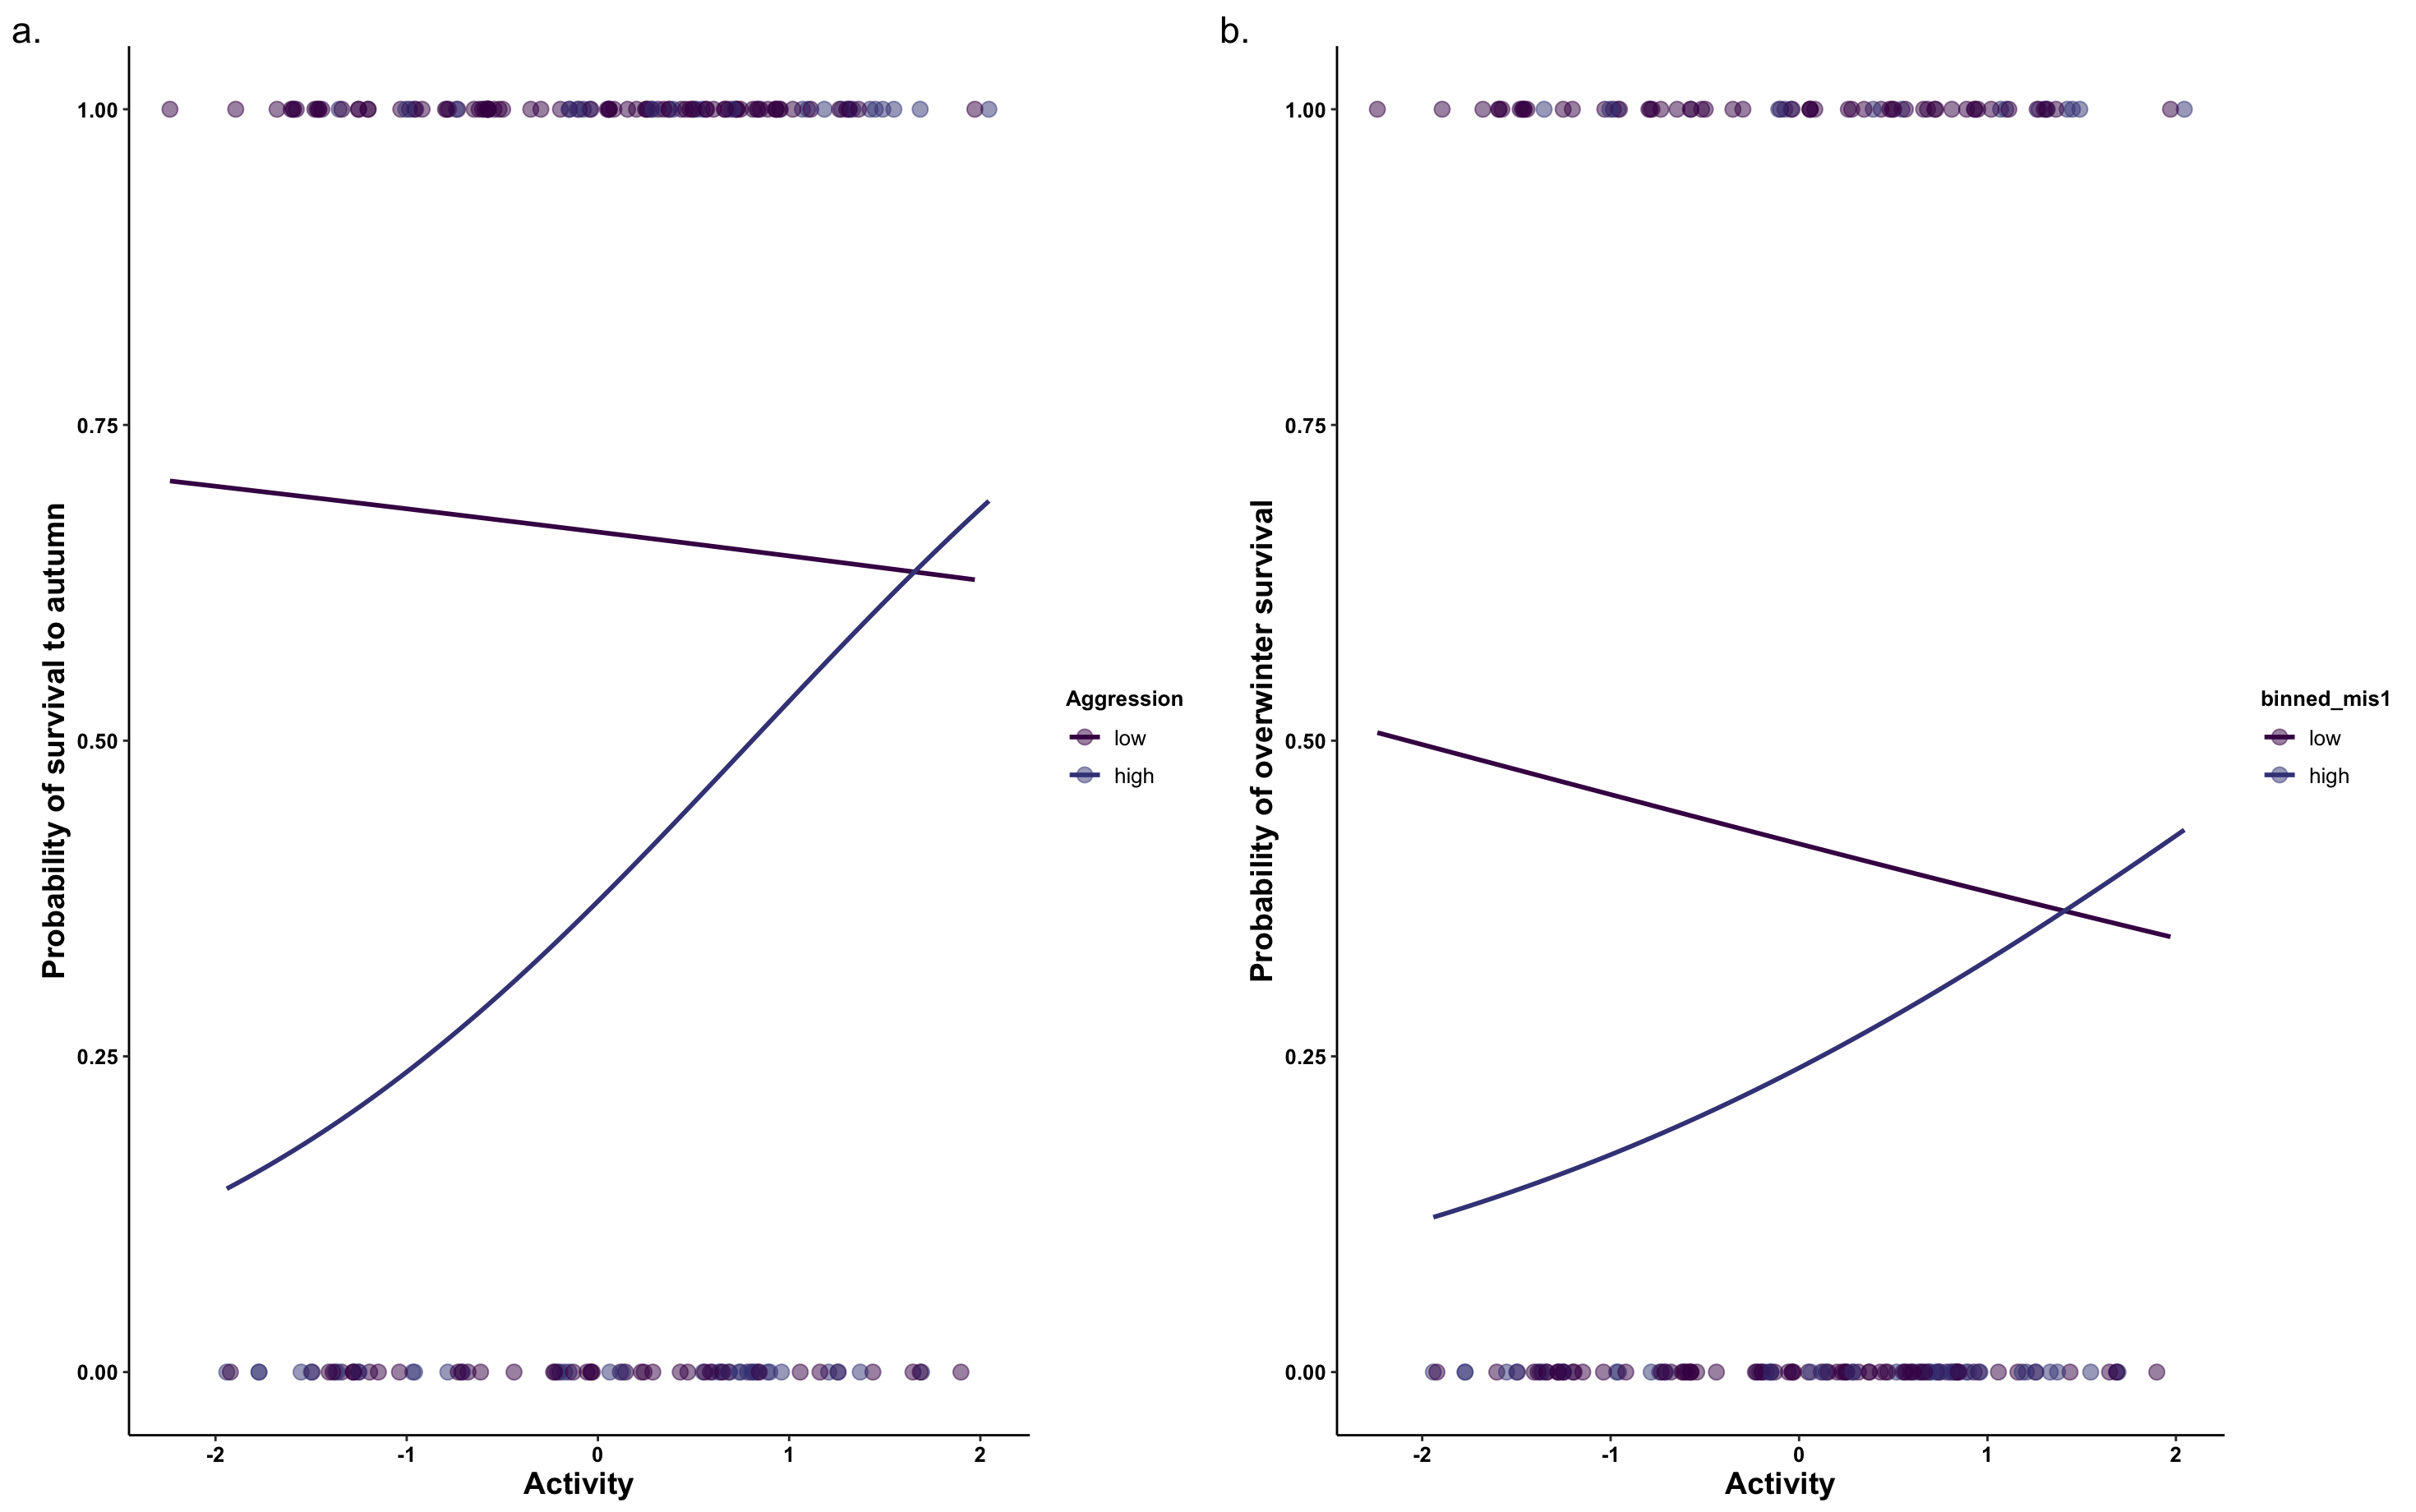 a.
Probability of survival to autumn
1.00
0.75
0.50
0.25
0.00
-2 -1 0 1 2
Activity
Aggression
low
high
b.
Probability of overwinter survival
1.00
0.75
0.50
0.25
0.00
-2 -1 0 1 2
Activity
binned_mis1
low
high